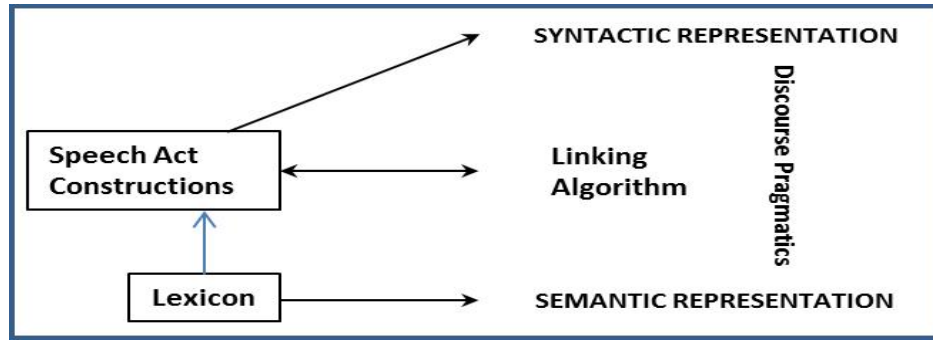 SYNTACTIC REPRESENTATION
Speech Act
Constructions
Linking
Algorithm
Discourse Pragmatics
Lexicon
SEMANTIC REPRESENTATION